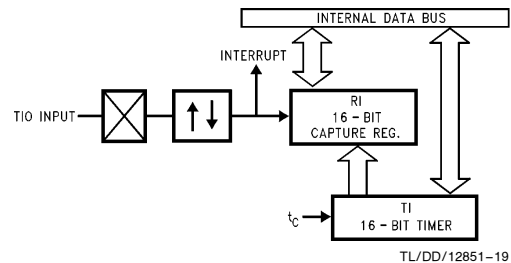 INTERNAL DATA BUS
INTERRUPT
TIO INPUT
RI
16 – BIT
CAPTURE REG.
tC
TI
16 – BIT TIMER
TL/DD/12851–19